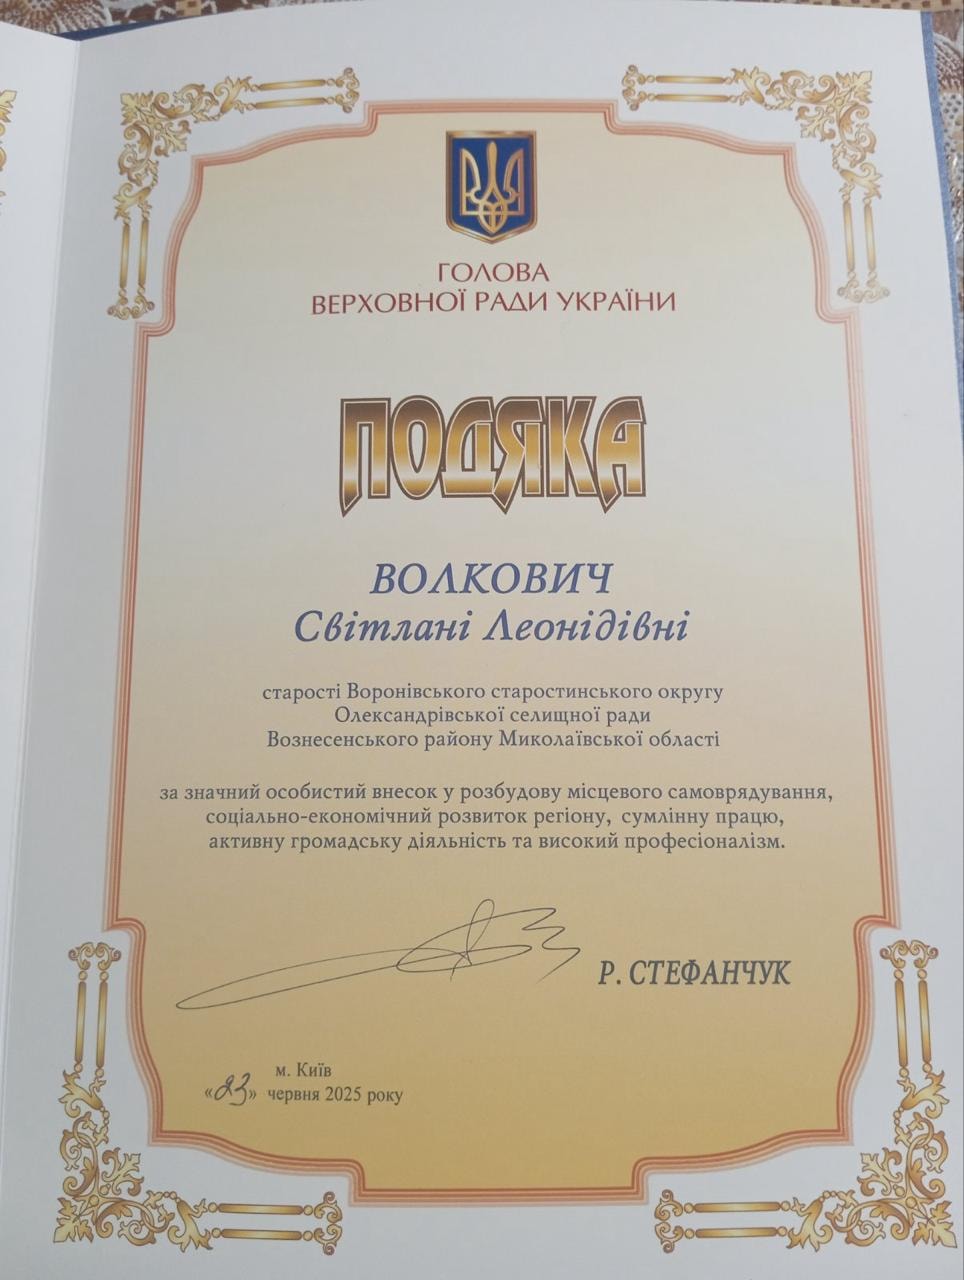 ГОЛОВА
ВЕРХОВНОЇ РАДИ УКРАЇНИ
ПОДЯКА
ВОЛКОВИЧ
Світлані Леонідівні
старості Воронівського старостинського округу
Олександрівської селищної ради
Вознесенського району Миколаївської області
за значний особистий внесок у розбудову місцевого самоврядування,
соціально-економічний розвиток регіону, сумлінну працю,
активну громадську діяльність та високий професіоналізм.
Р. СТЕФАНЧУК
м. Київ
«23» червня 2025 року